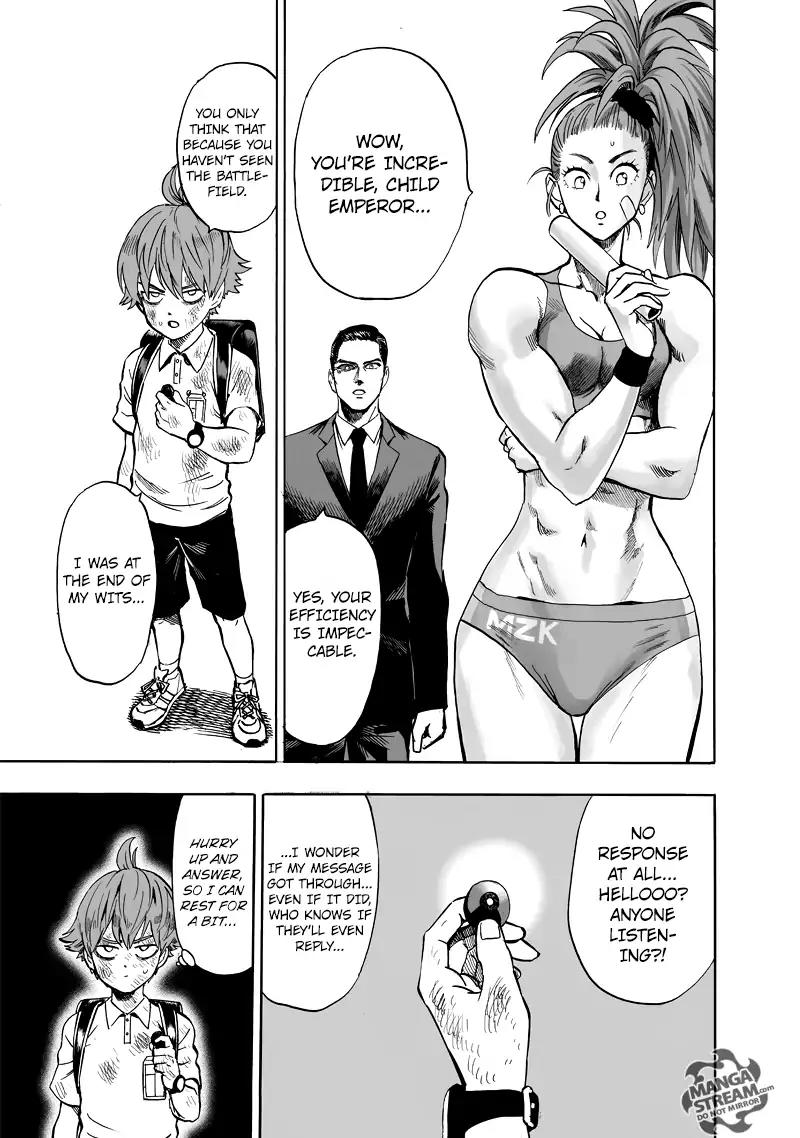 WOW,
YOU'RE INCRE-
DIBLE, CHILD
EMPEROR...
YES, YOUR
EFFICIENCY
IS IMPEC-
CABLE.
MZK
YOU ONLY
THINK THAT
BECAUSE YOU
HAVEN'T SEEN
THE BATTLE-
FIELD.
I WAS AT
THE END OF
MY WITS...
NO
RESPONSE
AT ALL...
HELLOOO?
ANYONE
LISTEN-
ING?!
...I WONDER
IF MY MESSAGE
GOT THROUGH...
EVEN IF IT DID,
WHO KNOWS IF
THEY'LL EVEN
REPLY...
HURRY
UP AND
ANSWER,
SO I CAN
REST FOR
A BIT...
MANGA
STREAM.com
DO NOT MIRROR